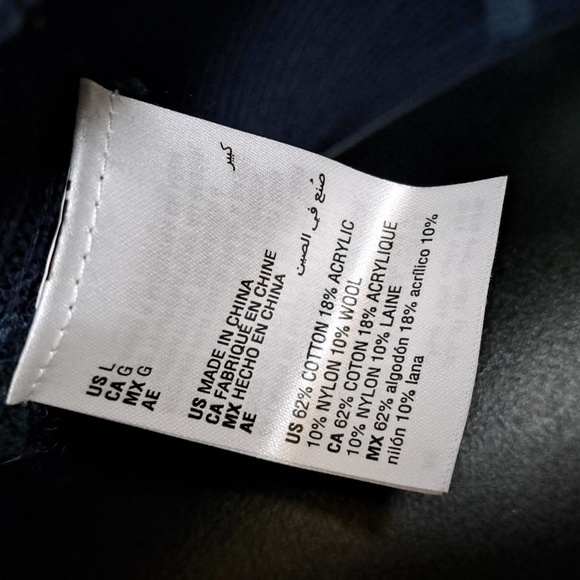 US L
CA G
MX G
AE كبير
US MADE IN CHINA
CA FABRIQUÉ EN CHINE
MX HECHO EN CHINA
AE صُنع في الصين
US 62% COTTON 18% ACRYLIC
10% NYLON 10% WOOL
CA 62% COTON 18% ACRYLIQUE
10% NYLON 10% LAINE
MX 62% algodón 18% acrílico 10%
nilón 10% lana